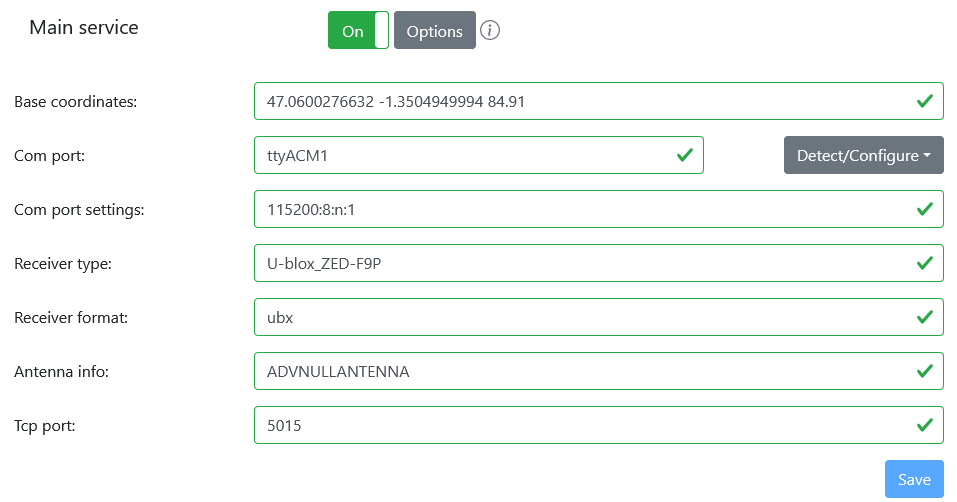 Main service On Options i
Base coordinates: 47.0600276632 -1.3504949994 84.91
Com port: ttyACM1 Detect/Configure
Com port settings: 115200:8:n:1
Receiver type: U-blox_ZED-F9P
Receiver format: ubx
Antenna info: ADVNULLANTENNA
Tcp port: 5015
Save